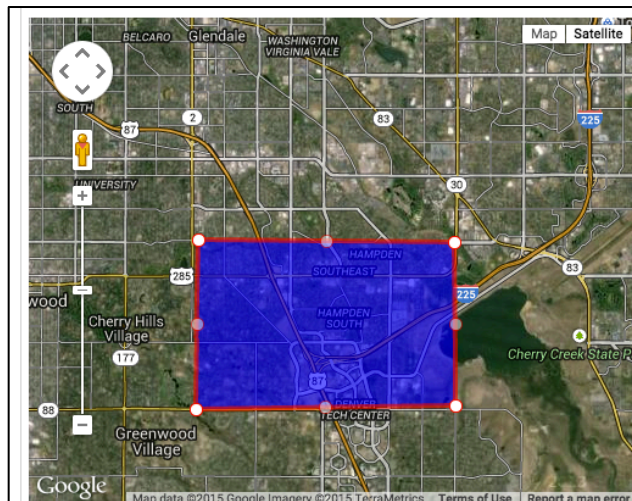 BELCARO
Glendale
WASHINGTON
VIRGINIA VALE
Map
Satellite
SOUTH
87
2
83
225
UNIVERSITY
30
HAMPDEN
285
SOUTHEAST
83
wood
225
HAMPDEN
SOUTH
Cherry Hills
Village
177
Cherry Creek State P
87
88
DENVER
TECH CENTER
Greenwood
Village
Google
Map data ©2015 Google Imagery ©2015 TerraMetrics
Terms of Use
Report a map error